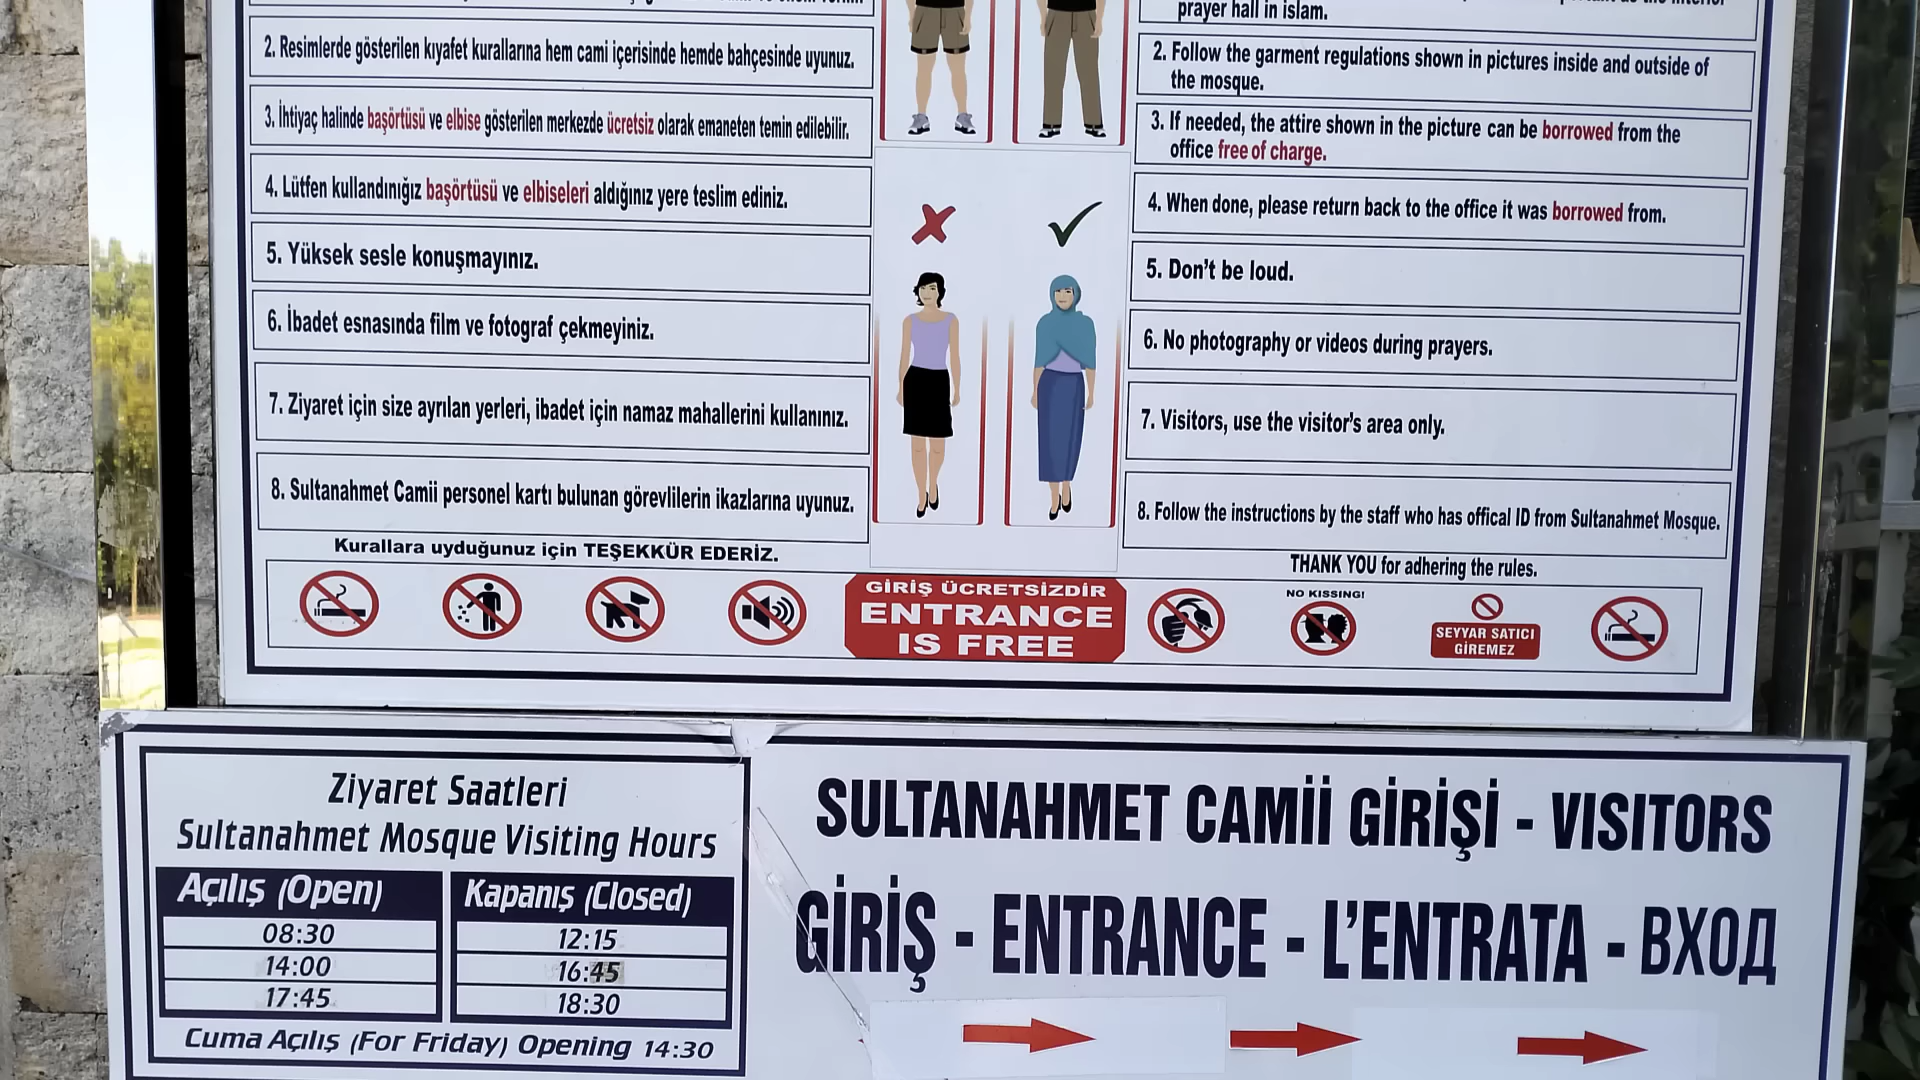 prayer hall in islam.
2. Resimlerde gösterilen kıyafet kurallarına hem cami içerisinde hemde bahçesinde uyunuz.
3. İhtiyaç halinde başörtüsü ve elbise gösterilen merkezde ücretsiz olarak emaneten temin edilebilir.
4. Lütfen kullandınığız başörtüsü ve elbiseleri aldığınız yere teslim ediniz.
5. Yüksek sesle konuşmayınız.
6. İbadet esnasında film ve fotograf çekmeyiniz.
7. Ziyaret için size ayrılan yerleri, ibadet için namaz mahallerini kullanınız.
8. Sultanahmet Camii personel kartı bulunan görevlilerin ikazlarına uyunuz.
Kurallara uyduğunuz için TEŞEKKÜR EDERİZ.
2. Follow the garment regulations shown in pictures inside and outside of
the mosque.
3. If needed, the attire shown in the picture can be borrowed from the
office free of charge.
4. When done, please return back to the office it was borrowed from.
5. Don't be loud.
6. No photography or videos during prayers.
7. Visitors, use the visitor's area only.
8. Follow the instructions by the staff who has offical ID from Sultanahmet Mosque.
THANK YOU for adhering the rules.
GİRİŞ ÜCRETSİZDİR
ENTRANCE
IS FREE
NO KISSING!
SEYYAR SATICI
GİREMEZ
Ziyaret Saatleri
Sultanahmet Mosque Visiting Hours
Açılış (Open) Kapanış (Closed)
08:30 12:15
14:00 16:45
17:45 18:30
Cuma Açılış (For Friday) Opening 14:30
SULTANAHMET CAMİİ GİRİŞİ - VISITORS
GİRİŞ - ENTRANCE - L'ENTRATA - ВХОД